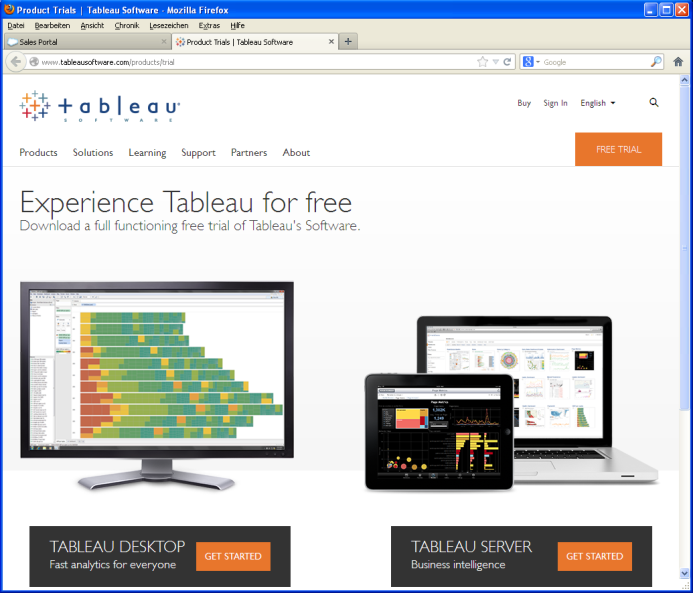 Product Trials | Tableau Software - Mozilla Firefox
Datei Bearbeiten Ansicht Chronik Lesezeichen Extras Hilfe
Sales Portal
Product Trials | Tableau Software
www.tableausoftware.com/products/trial
Google
tableau
SOFTWARE
Buy Sign In English
Products Solutions Learning Support Partners About
FREE TRIAL
Experience Tableau for free
Download a full functioning free trial of Tableau's Software.
TABLEAU DESKTOP
Fast analytics for everyone
GET STARTED
TABLEAU SERVER
Business intelligence
GET STARTED